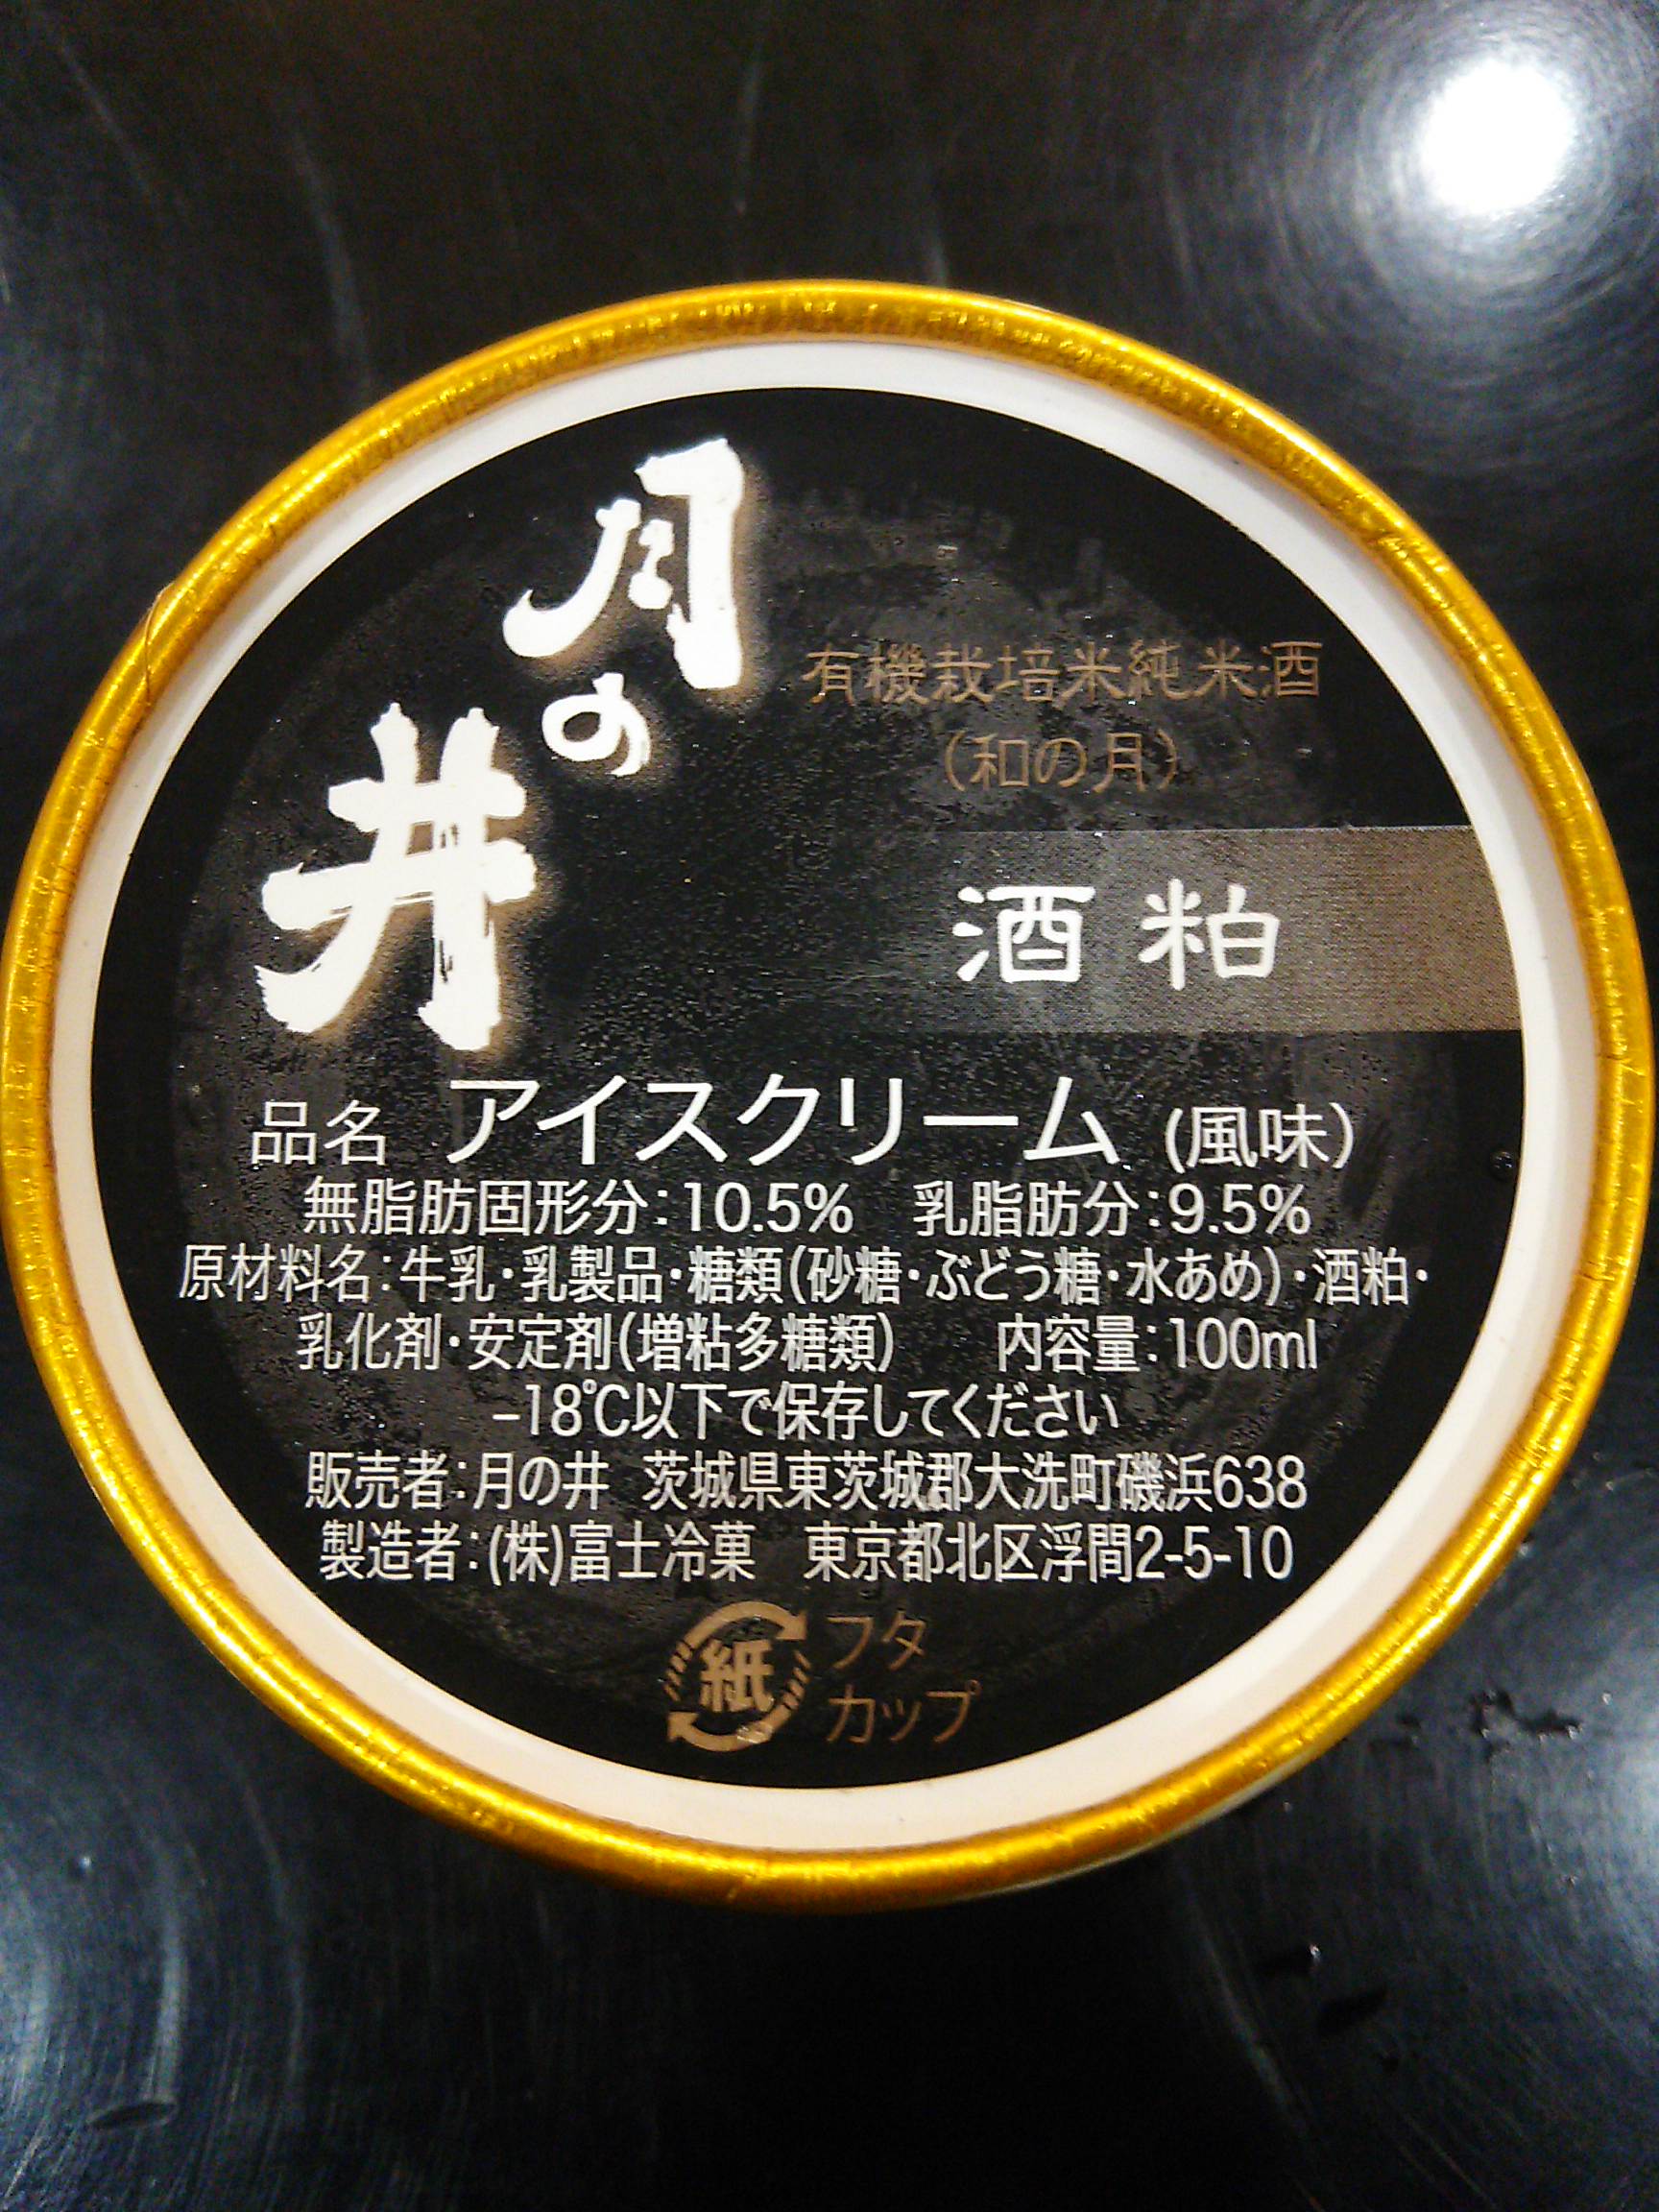 月の井
有機栽培米純米酒
（和の月）
酒粕
品名 アイスクリーム (風味)
無脂肪固形分：10.5% 乳脂肪分：9.5%
原材料名：牛乳・乳製品・糖類（砂糖・ぶどう糖・水あめ）・酒粕・
乳化剤・安定剤（増粘多糖類） 内容量：100ml
−18℃以下で保存してください
販売者：月の井 茨城県東茨城郡大洗町磯浜638
製造者：(株)富士冷菓 東京都北区浮間2-5-10
紙 フタ
カップ